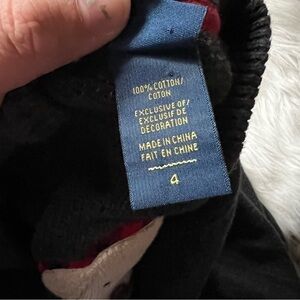 100% COTTON/
COTON
EXCLUSIVE OF/
EXCLUSIF DE
DECORATION
MADE IN CHINA
FAIT EN CHINE
4